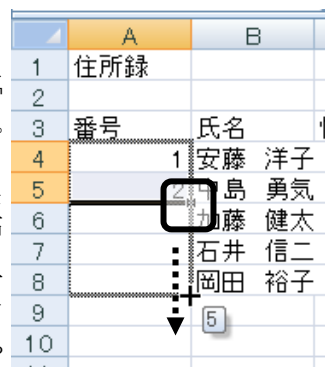 A B
1 住所録
2
3 番号 氏名
4 1 安藤 洋子
5 2 中島 勇気
6 加藤 健太
7 石井 信二
8 岡田 裕子
9 5
10